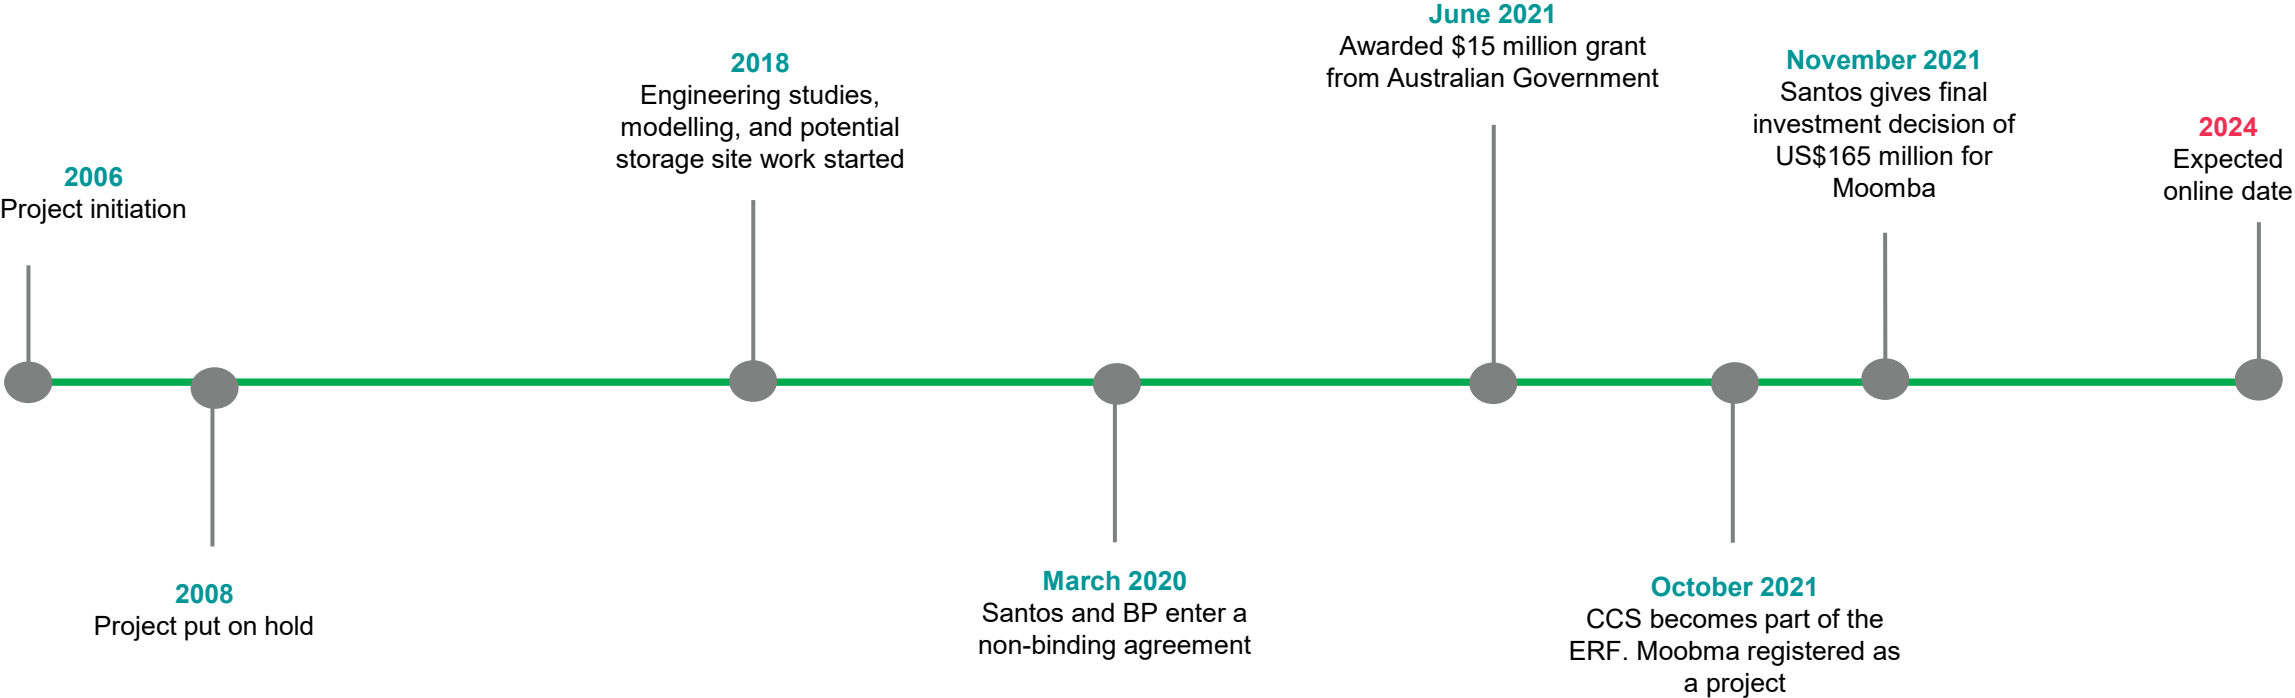 2006
Project initiation
2008
Project put on hold
2018
Engineering studies,
modelling, and potential
storage site work started
March 2020
Santos and BP enter a
non-binding agreement
June 2021
Awarded $15 million grant
from Australian Government
October 2021
CCS becomes part of the
ERF. Moobma registered as
a project
November 2021
Santos gives final
investment decision of
US$165 million for
Moomba
2024
Expected
online date